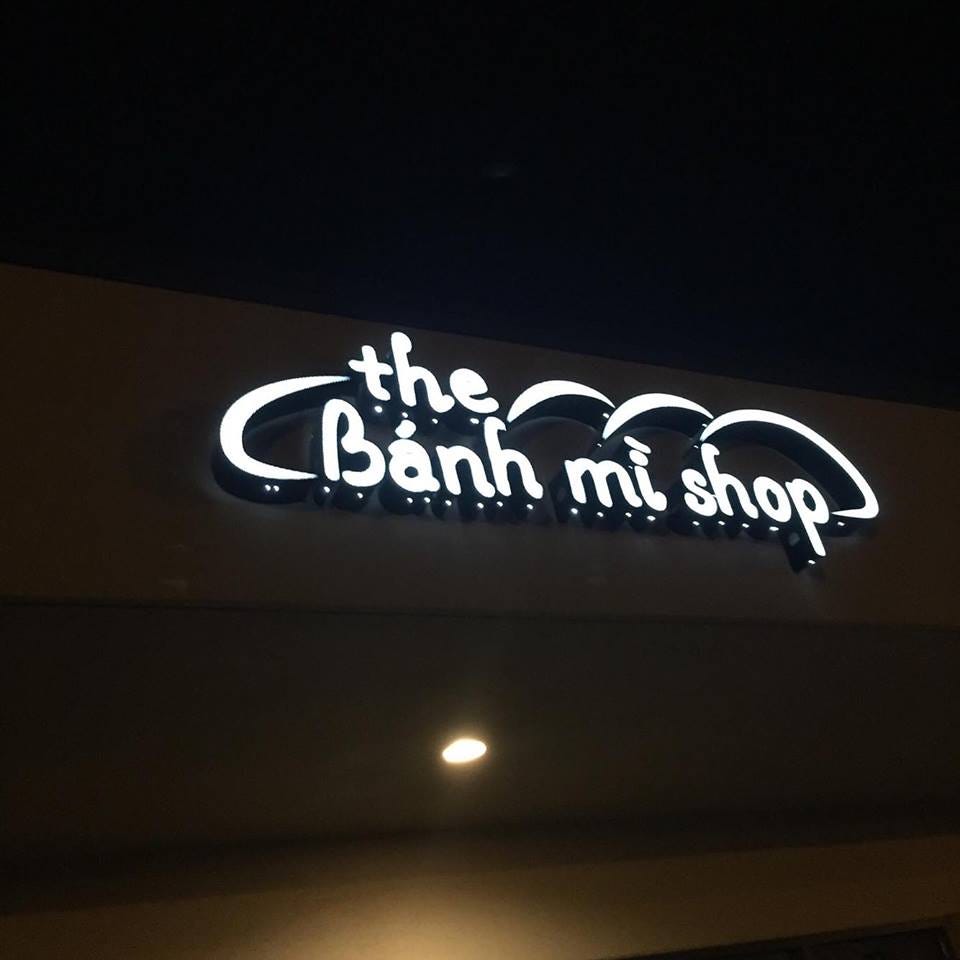 the
Bánh mì shop